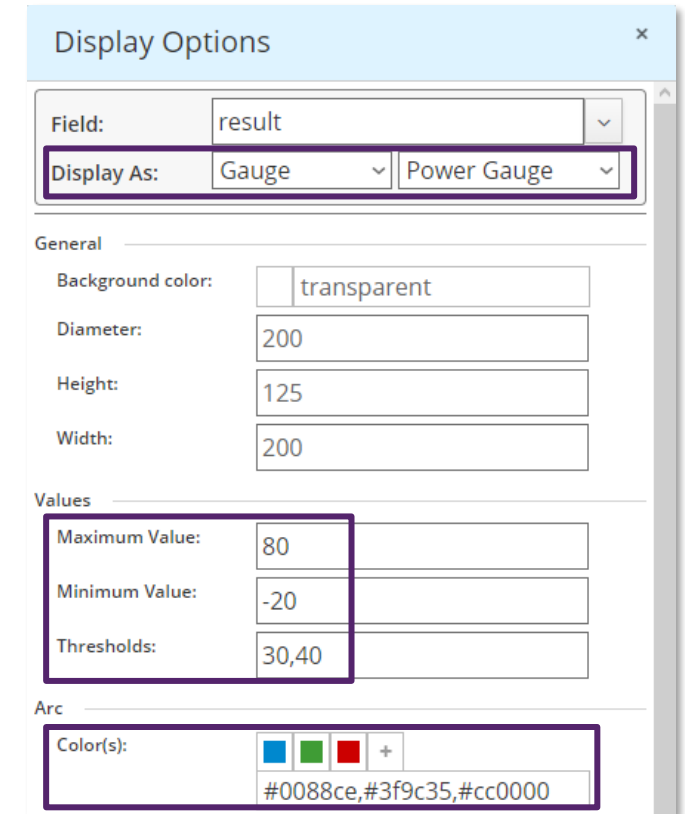 Display Options ×
Field: result
Display As: Gauge Power Gauge
General
Background color: transparent
Diameter: 200
Height: 125
Width: 200
Values
Maximum Value: 80
Minimum Value: -20
Thresholds: 30,40
Arc
Color(s): +
#0088ce,#3f9c35,#cc0000